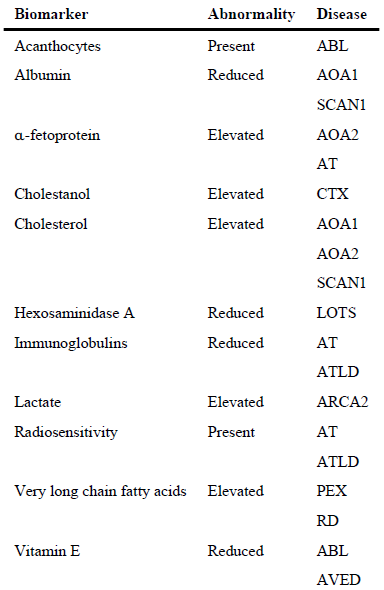 Biomarker Abnormality Disease
Acanthocytes Present ABL
Albumin Reduced AOA1
SCAN1
α-fetoprotein Elevated AOA2
AT
Cholestanol Elevated CTX
Cholesterol Elevated AOA1
AOA2
SCAN1
Hexosaminidase A Reduced LOTS
Immunoglobulins Reduced AT
ATLD
Lactate Elevated ARCA2
Radiosensitivity Present AT
ATLD
Very long chain fatty acids Elevated PEX
RD
Vitamin E Reduced ABL
AVED